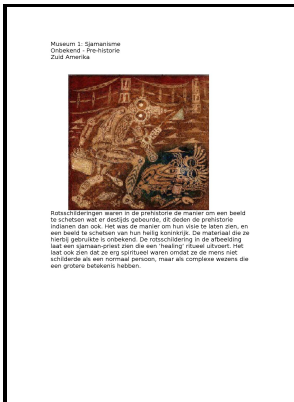 Museum 1: Sjamanisme
Onbekend - Pre-historie
Zuid Amerika
Rotsschilderingen waren in de prehistorie de manier om een beeld
te schetsen wat er destijds gebeurde, dit deden de prehistorie
indianen dan ook. Het was de manier om hun visie te laten zien, en
een beeld te schetsen van hun heilig koninkrijk. De materiaal die ze
hierbij gebruikte is onbekend. De rotsschildering in de afbeelding
laat een sjamaan-priest zien die een 'healing' ritueel uitvoert. Het
laat ook zien dat ze erg spiritueel waren omdat ze de mens niet
schilderde als een normaal persoon, maar als complexe wezens die
een grotere betekenis hebben.